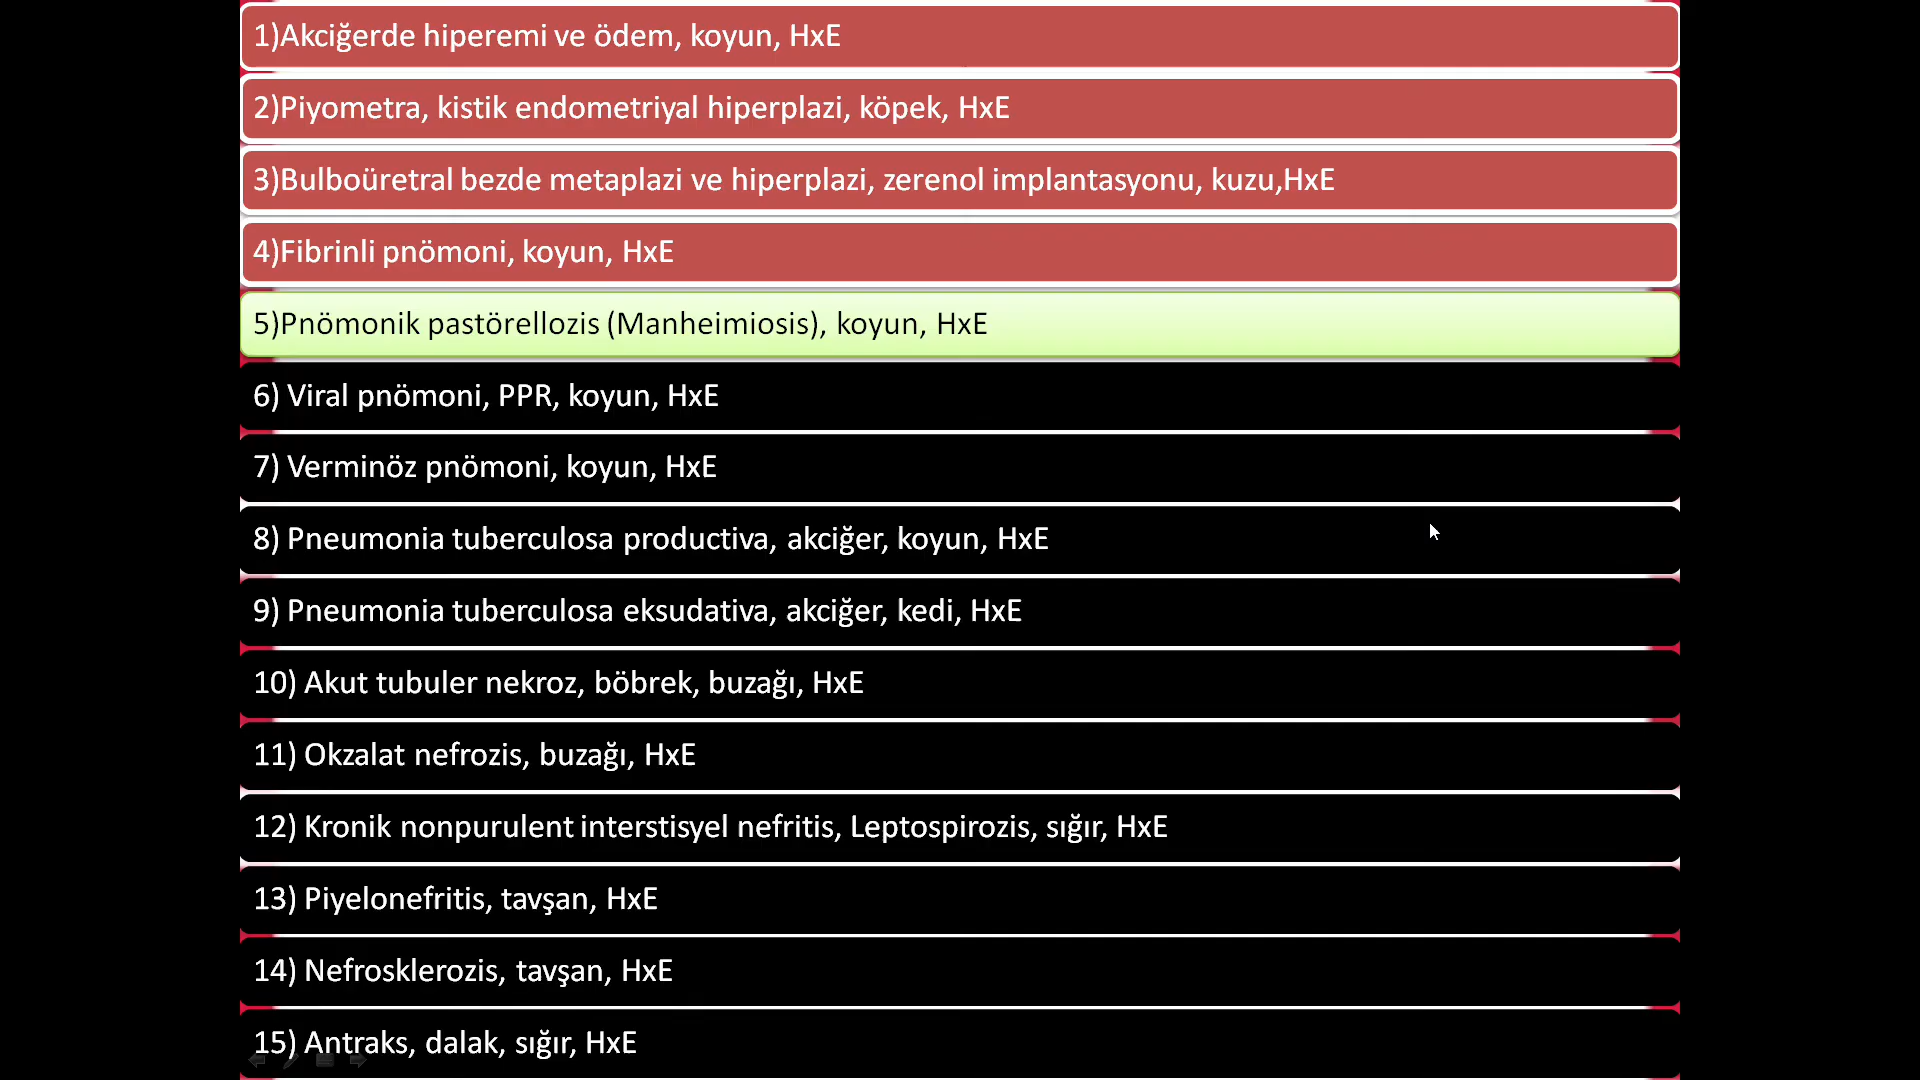 1)Akciğerde hiperemi ve ödem, koyun, HxE
2)Piyometra, kistik endometriyal hiperplazi, köpek, HxE
3)Bulboüretral bezde metaplazi ve hiperplazi, zerenol implantasyonu, kuzu,HxE
4)Fibrinli pnömoni, koyun, HxE
5)Pnömonik pastörellozis (Manheimiosis), koyun, HxE
6) Viral pnömoni, PPR, koyun, HxE
7) Verminöz pnömoni, koyun, HxE
8) Pneumonia tuberculosa productiva, akciğer, koyun, HxE
9) Pneumonia tuberculosa eksudativa, akciğer, kedi, HxE
10) Akut tubuler nekroz, böbrek, buzağı, HxE
11) Okzalat nefrozis, buzağı, HxE
12) Kronik nonpurulent interstisyel nefritis, Leptospirozis, sığır, HxE
13) Piyelonefritis, tavşan, HxE
14) Nefrosklerozis, tavşan, HxE
15) Antraks, dalak, sığır, HxE